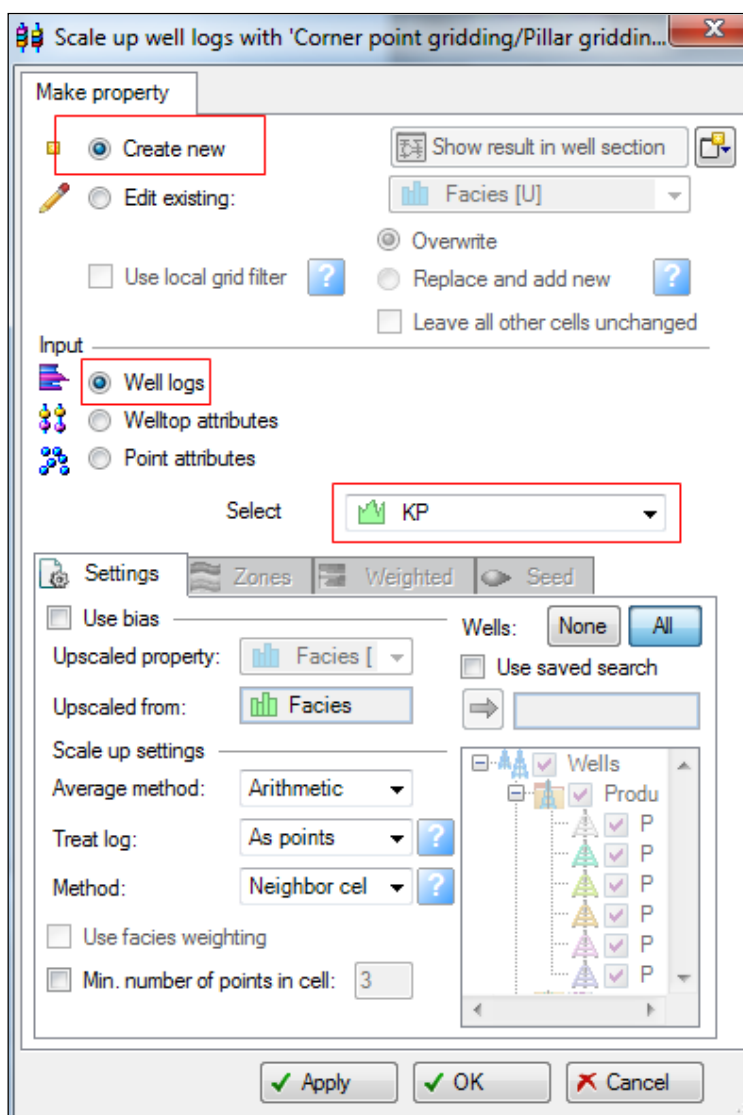 Scale up well logs with 'Corner point gridding/Pillar griddin...
Make property
Create new
Show result in well section
Edit existing:
Facies [U]
Overwrite
Use local grid filter ?
Replace and add new ?
Leave all other cells unchanged
Input
Well logs
Welltop attributes
Point attributes
Select KP
Settings Zones Weighted Seed
Use bias
Wells: None All
Upscaled property: Facies [
Use saved search
Upscaled from: Facies
Scale up settings
Wells
Average method: Arithmetic
Produ
P
Treat log: As points ?
P
P
Method: Neighbor cel ?
P
Use facies weighting
P
Min. number of points in cell: 3
P
Apply OK Cancel